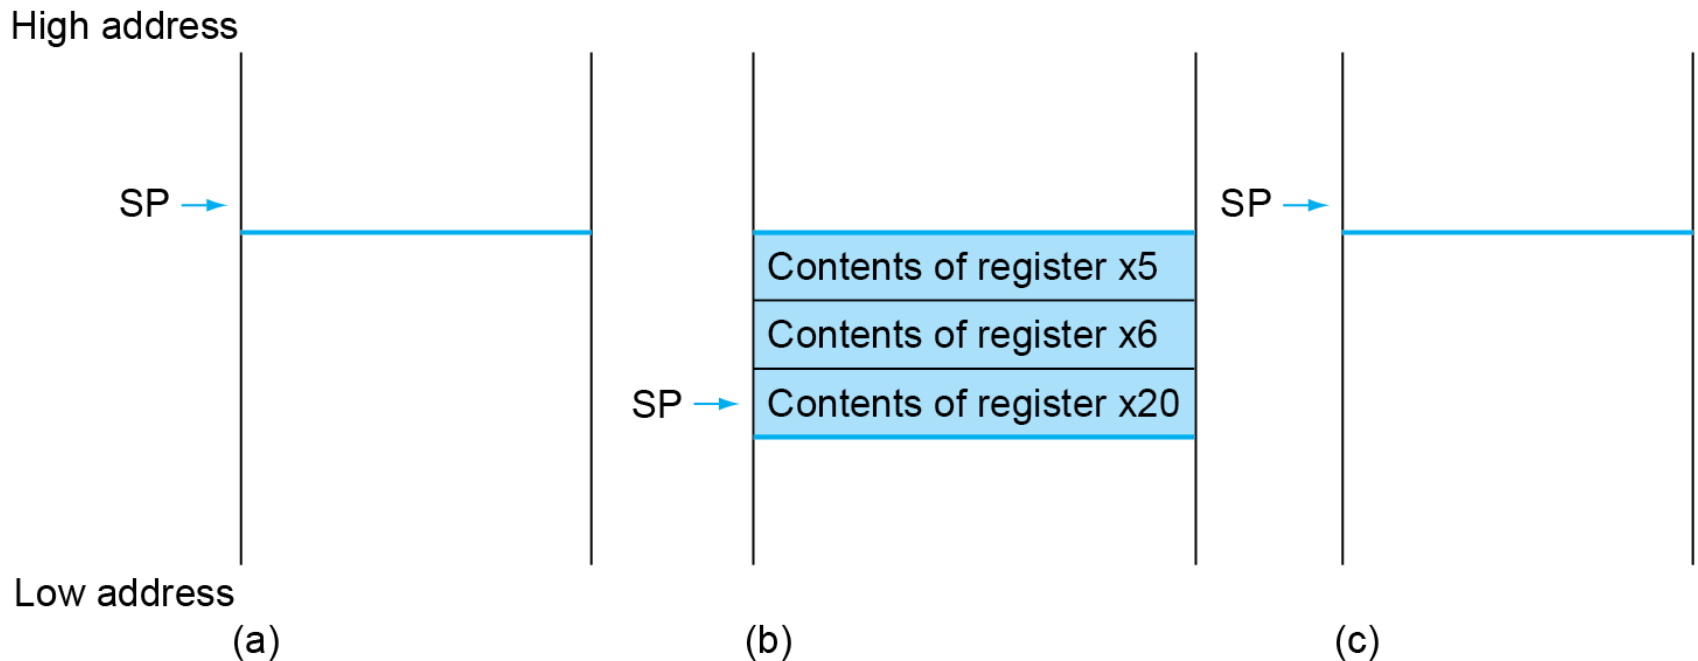 High address
SP
SP
Contents of register x5
Contents of register x6
SP
Contents of register x20
Low address
(a)
(b)
(c)